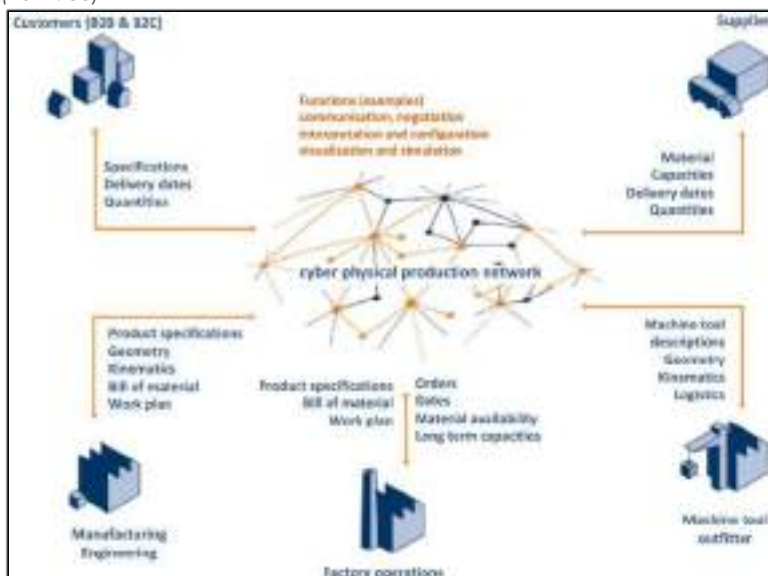 Customers (B2B & B2C)
Supplier
Functions (examples)
communication, negotiation
interpretation and configuration
visualization and simulation
Specifications
Delivery dates
Quantities
Material
Capacities
Delivery dates
Quantities
cyber physical production network
Product specifications
Geometry
Kinematics
Bill of material
Work plan
Product specifications
Bill of material
Work plan
Orders
Dates
Material availability
Long term capacities
Machine tool
descriptions
Geometry
Kinematics
Logistics
Manufacturing
Engineering
Factory operations
Machine tool
outfitter